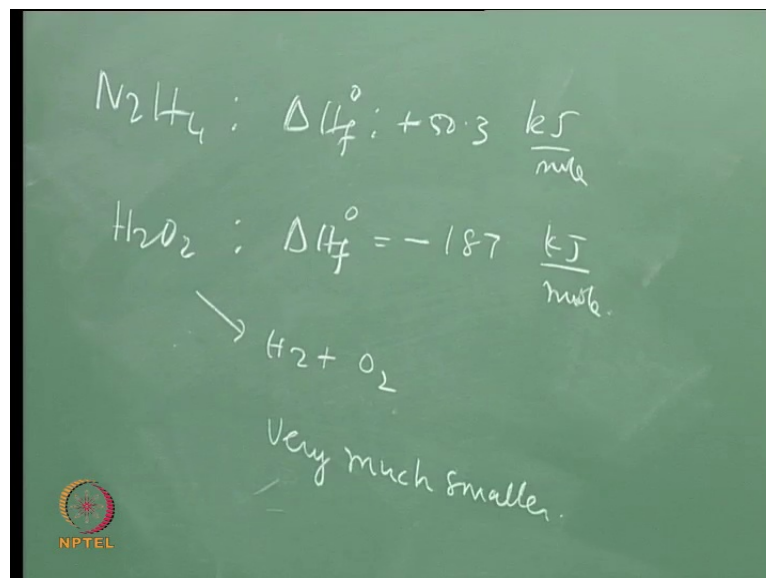 N2H4 : ΔHf° : +50.3 kJ/mole
H2O2 : ΔHf° = - 187 kJ/mole.
H2 + O2
Very much smaller.
NPTEL